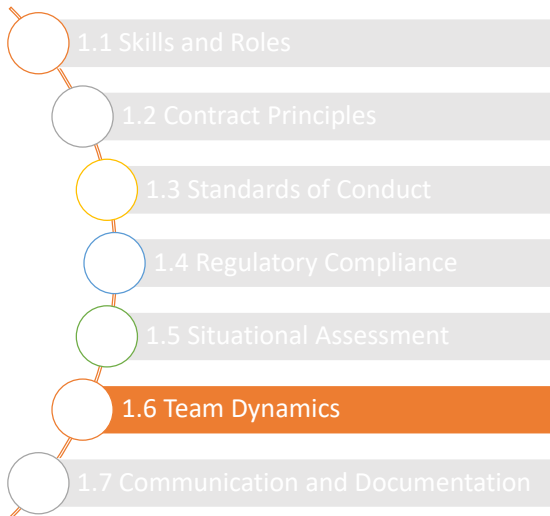 1.1 Skills and Roles
1.2 Contract Principles
1.3 Standards of Conduct
1.4 Regulatory Compliance
1.5 Situational Assessment
1.6 Team Dynamics
1.7 Communication and Documentation